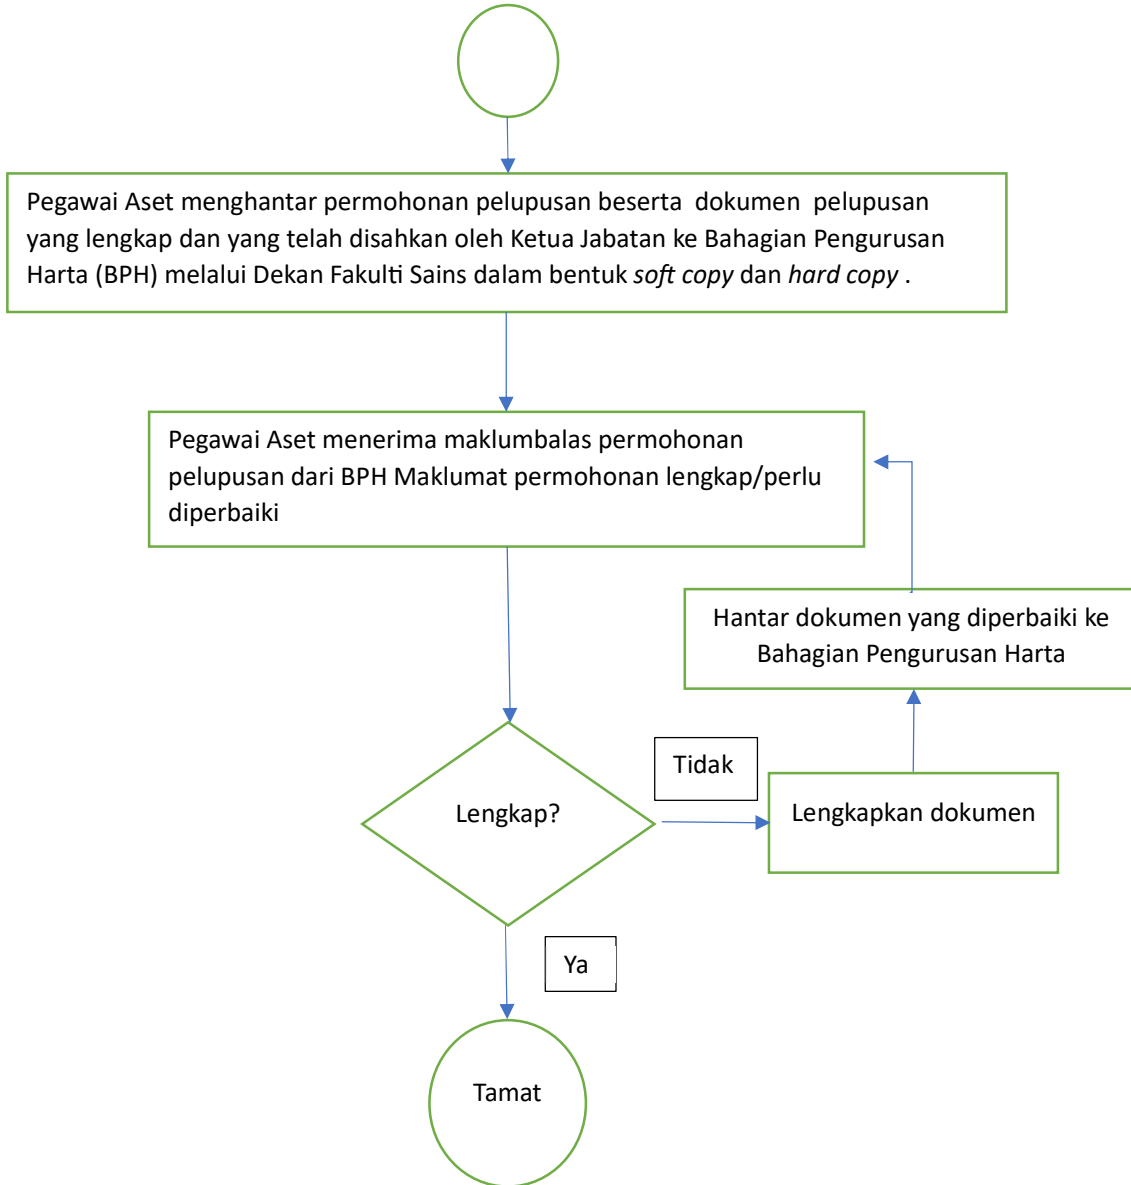 Pegawai Aset menghantar permohonan pelupusan beserta dokumen pelupusan
yang lengkap dan yang telah disahkan oleh Ketua Jabatan ke Bahagian Pengurusan
Harta (BPH) melalui Dekan Fakulti Sains dalam bentuk soft copy dan hard copy .
Pegawai Aset menerima maklumbalas permohonan
pelupusan dari BPH Maklumat permohonan lengkap/perlu
diperbaiki
Hantar dokumen yang diperbaiki ke
Bahagian Pengurusan Harta
Tidak
Lengkap?
Lengkapkan dokumen
Ya
Tamat